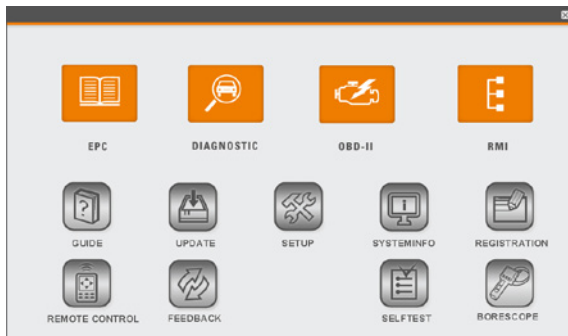 EPC DIAGNOSTIC OBD-II RMI
GUIDE UPDATE SETUP SYSTEMINFO REGISTRATION
REMOTE CONTROL FEEDBACK SELFTEST BORESCOPE